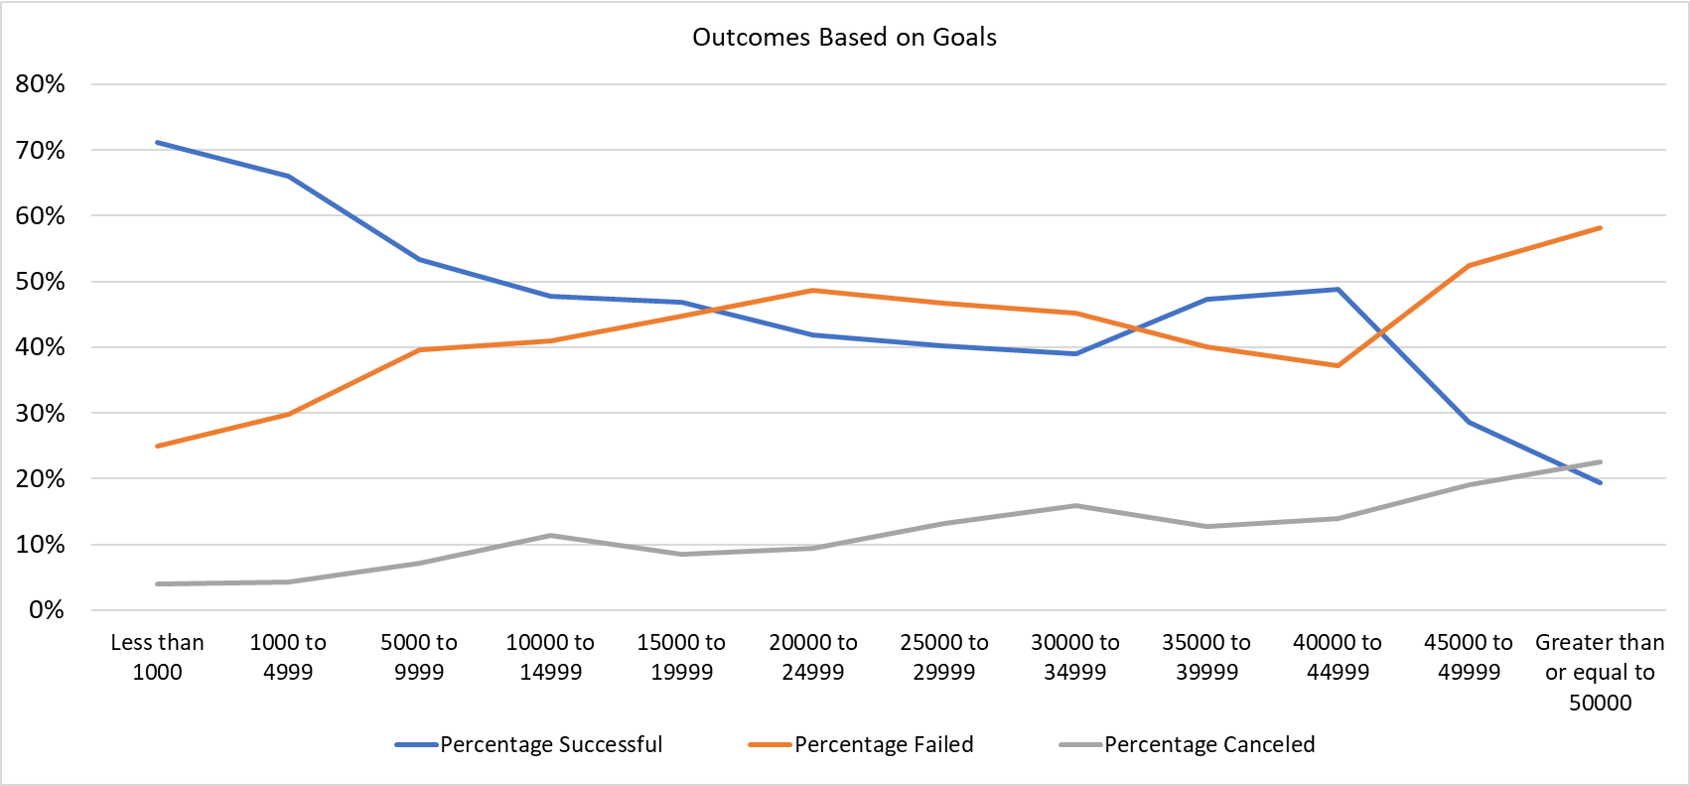 Outcomes Based on Goals
80%
70%
60%
50%
40%
30%
20%
10%
0%
Less than
1000
1000 to
4999
5000 to
9999
10000 to
14999
15000 to
19999
20000 to
24999
25000 to
29999
30000 to
34999
35000 to
39999
40000 to
44999
45000 to
49999
Greater than
or equal to
50000
Percentage Successful
Percentage Failed
Percentage Canceled